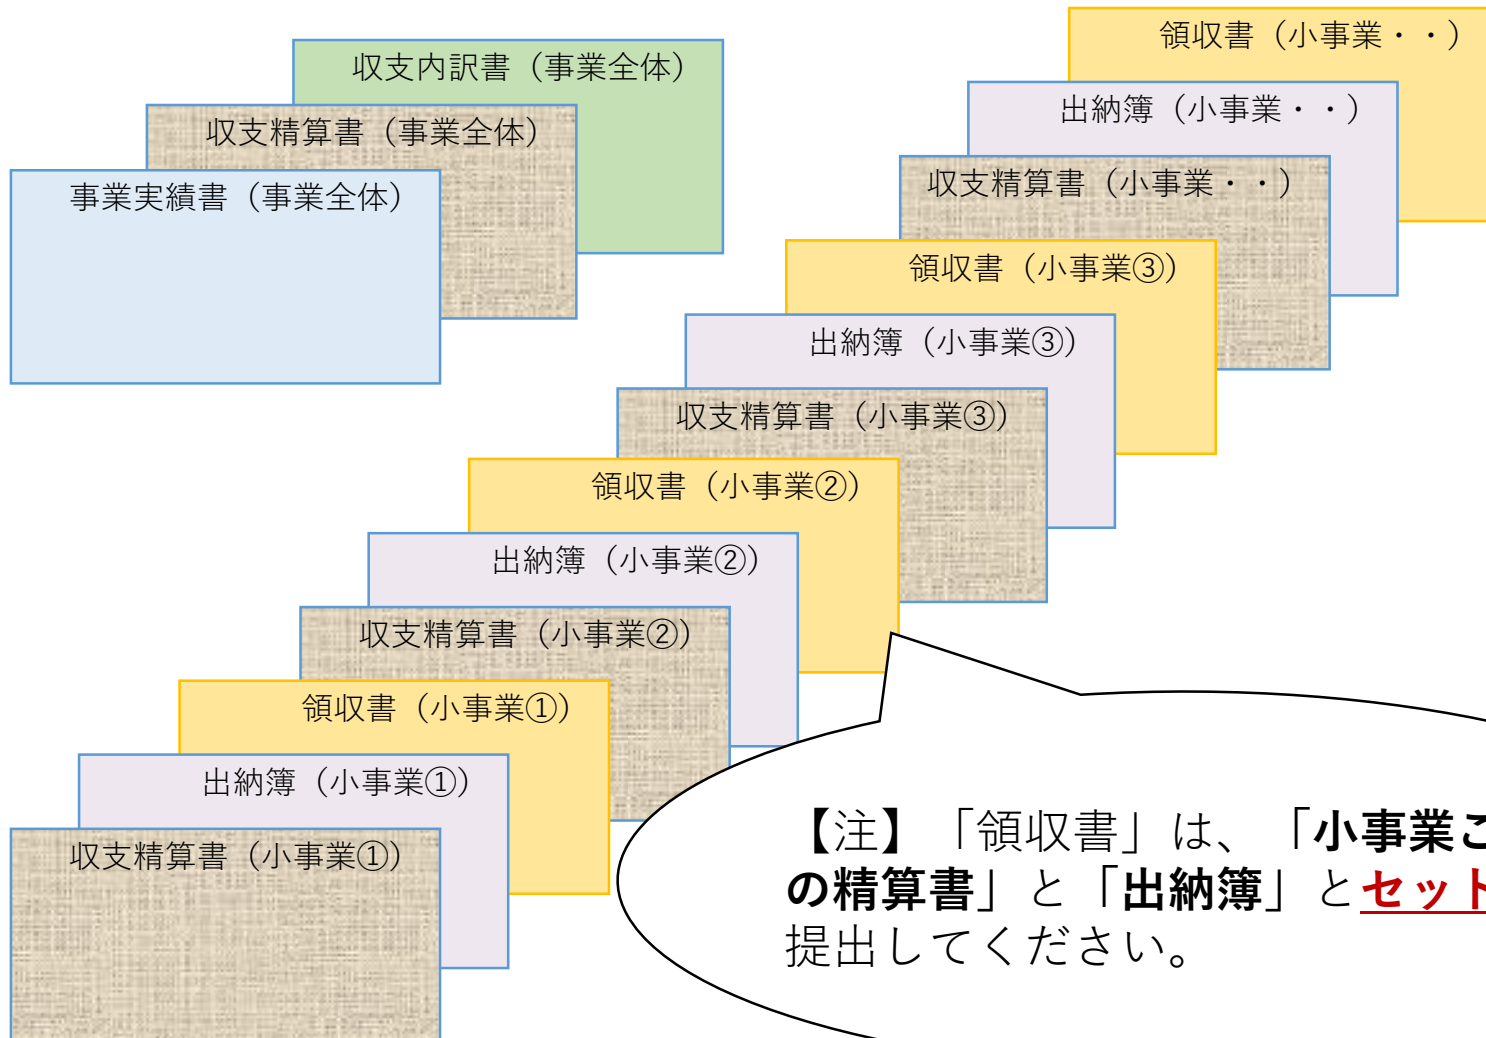 収支内訳書（事業全体）
収支精算書（事業全体）
事業実績書（事業全体）
領収書（小事業・・）
出納簿（小事業・・）
収支精算書（小事業・・）
領収書（小事業③）
出納簿（小事業③）
収支精算書（小事業③）
領収書（小事業②）
出納簿（小事業②）
収支精算書（小事業②）
領収書（小事業①）
出納簿（小事業①）
収支精算書（小事業①）
【注】「領収書」は、「小事業ご
の精算書」と「出納簿」とセット
提出してください。